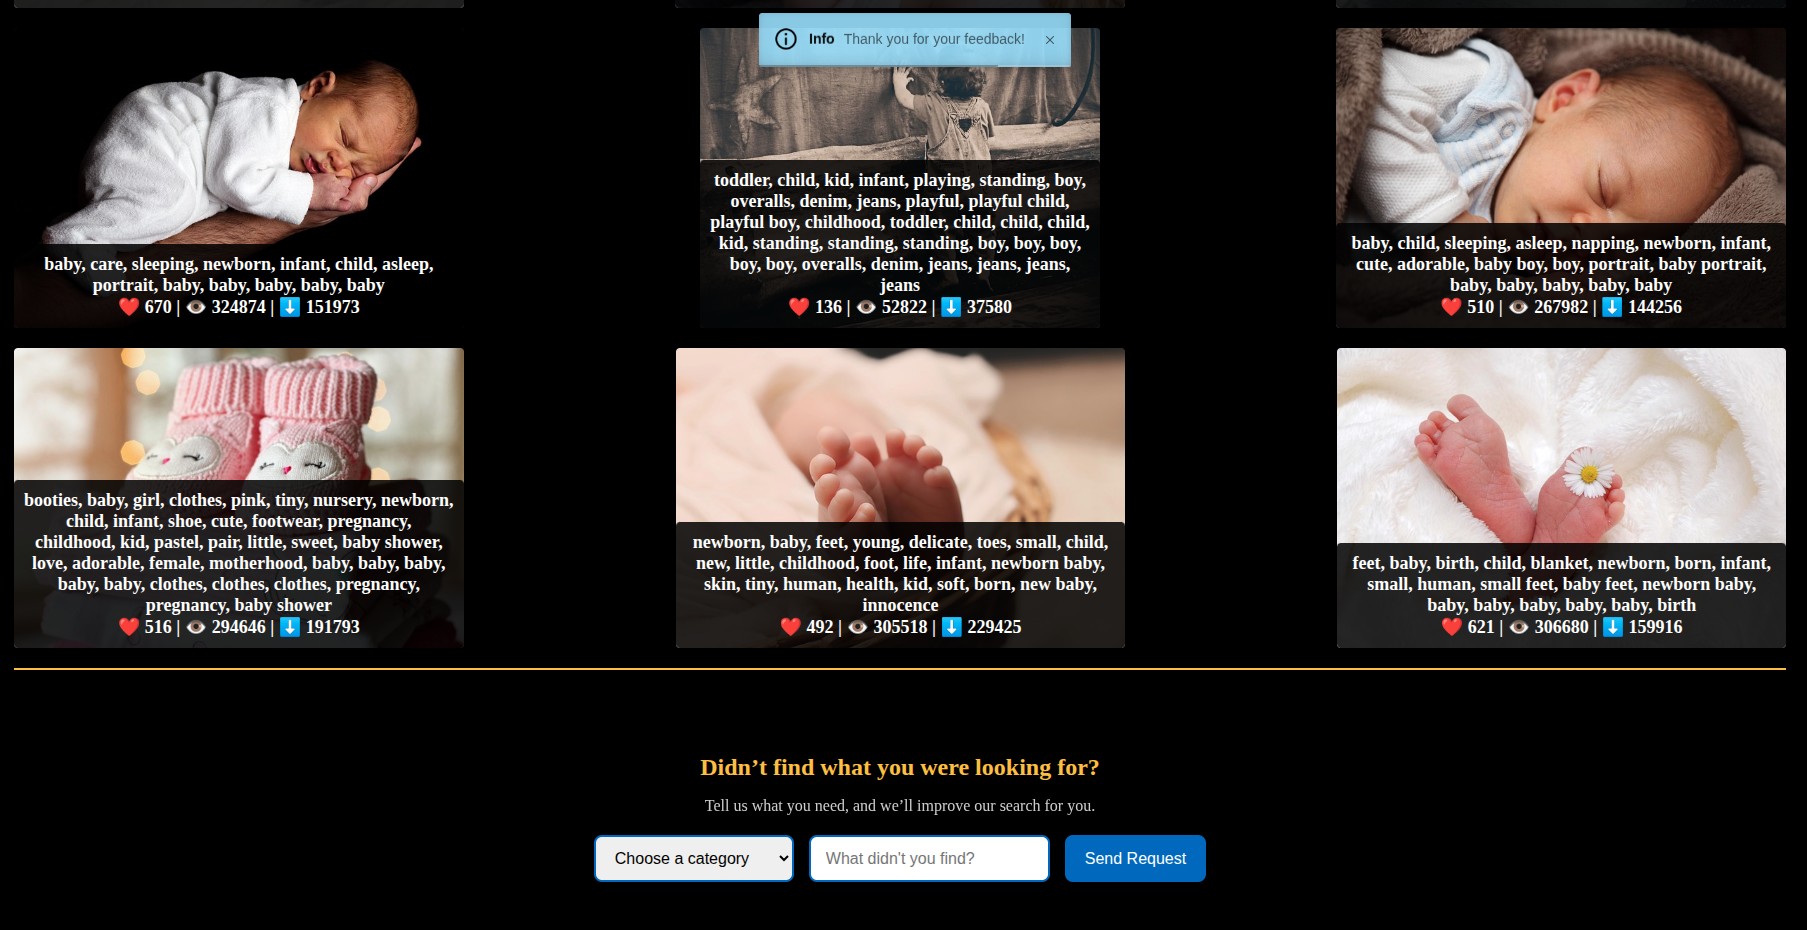 Info Thank you for your feedback! ×
baby, care, sleeping, newborn, infant, child, asleep,
portrait, baby, baby, baby, baby, baby
❤️ 670 | 👁️ 324874 | ⬇️ 151973
toddler, child, kid, infant, playing, standing, boy,
overalls, denim, jeans, playful, playful child,
playful boy, childhood, toddler, child, child, child,
kid, standing, standing, standing, boy, boy, boy,
boy, boy, overalls, denim, jeans, jeans, jeans,
jeans
❤️ 136 | 👁️ 52822 | ⬇️ 37580
baby, child, sleeping, asleep, napping, newborn, infant,
cute, adorable, baby boy, boy, portrait, baby portrait,
baby, baby, baby, baby, baby
❤️ 510 | 👁️ 267982 | ⬇️ 144256
booties, baby, girl, clothes, pink, tiny, nursery, newborn,
child, infant, shoe, cute, footwear, pregnancy,
childhood, kid, pastel, pair, little, sweet, baby shower,
love, adorable, female, motherhood, baby, baby, baby,
baby, baby, clothes, clothes, clothes, pregnancy,
pregnancy, baby shower
❤️ 516 | 👁️ 294646 | ⬇️ 191793
newborn, baby, feet, young, delicate, toes, small, child,
new, little, childhood, foot, life, infant, newborn baby,
skin, tiny, human, health, kid, soft, born, new baby,
innocence
❤️ 492 | 👁️ 305518 | ⬇️ 229425
feet, baby, birth, child, blanket, newborn, born, infant,
small, human, small feet, baby feet, newborn baby,
baby, baby, baby, baby, baby, birth
❤️ 621 | 👁️ 306680 | ⬇️ 159916
Didn’t find what you were looking for?
Tell us what you need, and we’ll improve our search for you.
Choose a category
What didn't you find?
Send Request